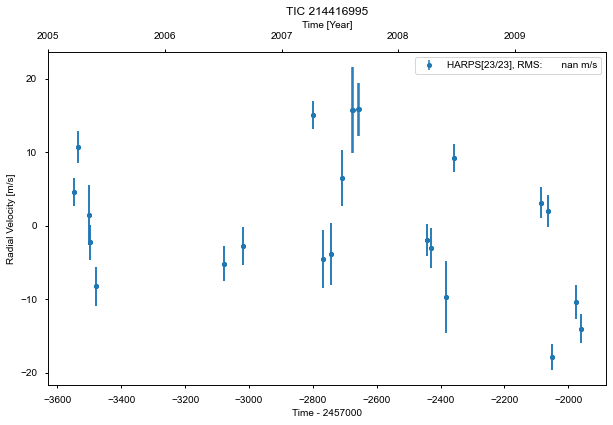 TIC 214416995
Time [Year]
2005 2006 2007 2008 2009
HARPS[23/23], RMS: nan m/s
Radial Velocity [m/s]
20
10
0
−10
−20
−3600 −3400 −3200 −3000 −2800 −2600 −2400 −2200 −2000
Time - 2457000